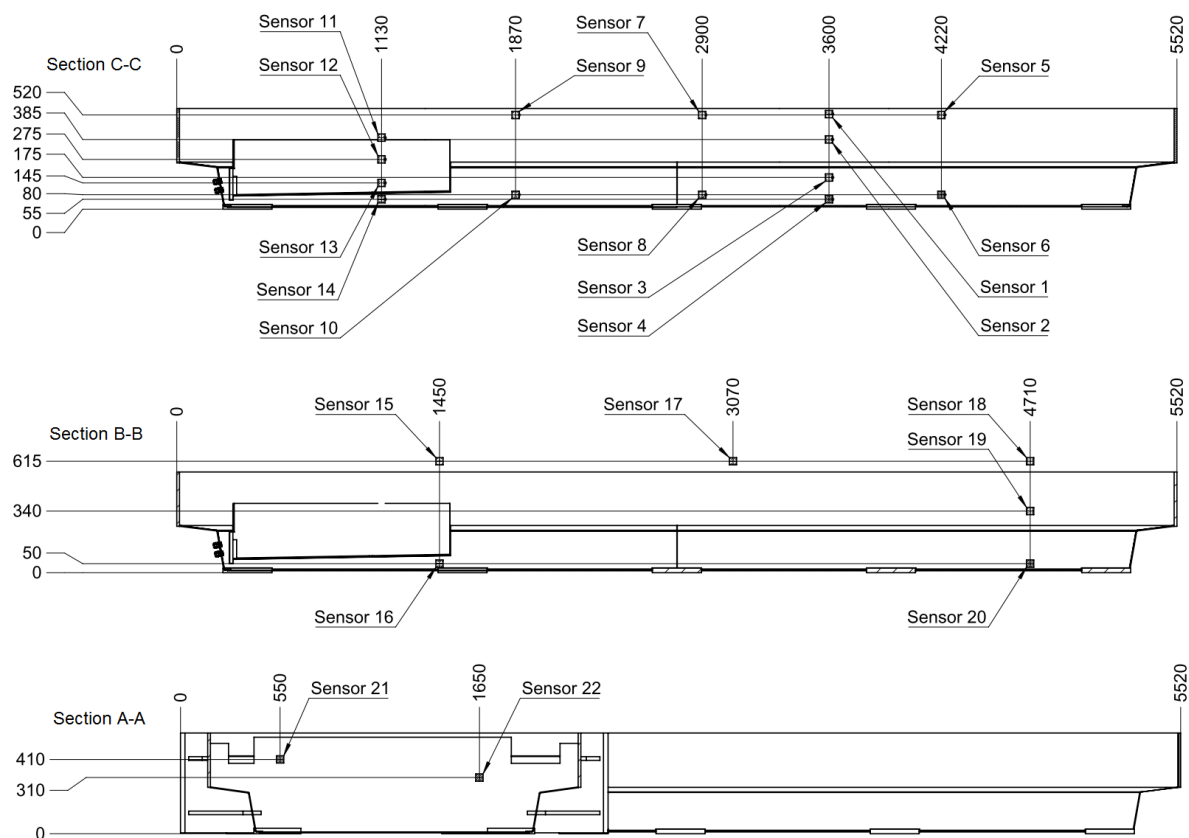 Sensor 11
Sensor 7
0
1130
1870
2900
3600
4220
5520
Section C-C
Sensor 12
Sensor 9
Sensor 5
520
385
275
175
145
80
55
0
Sensor 13
Sensor 8
Sensor 6
Sensor 14
Sensor 3
Sensor 1
Sensor 10
Sensor 4
Sensor 2
0
1450
3070
4710
5520
Sensor 15
Sensor 17
Sensor 18
Section B-B
Sensor 19
615
340
50
0
Sensor 16
Sensor 20
0
550
1650
5520
Sensor 21
Sensor 22
Section A-A
410
310
0